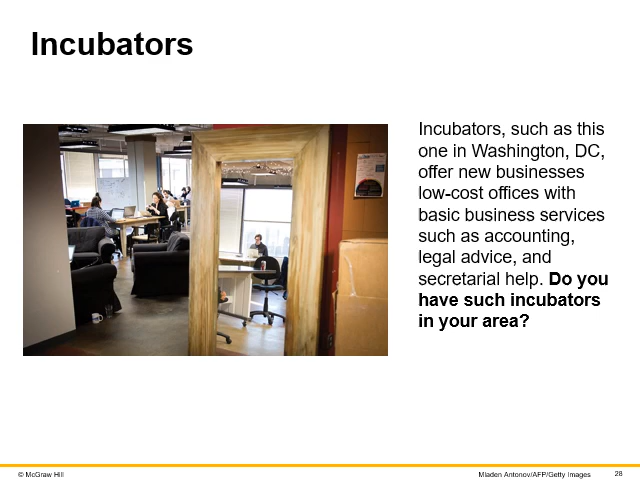 Incubators
Incubators, such as this
one in Washington, DC,
offer new businesses
low-cost offices with
basic business services
such as accounting,
legal advice, and
secretarial help. Do you
have such incubators
in your area?
© McGraw Hill
Mladen Antonov/AFP/Getty Images
28